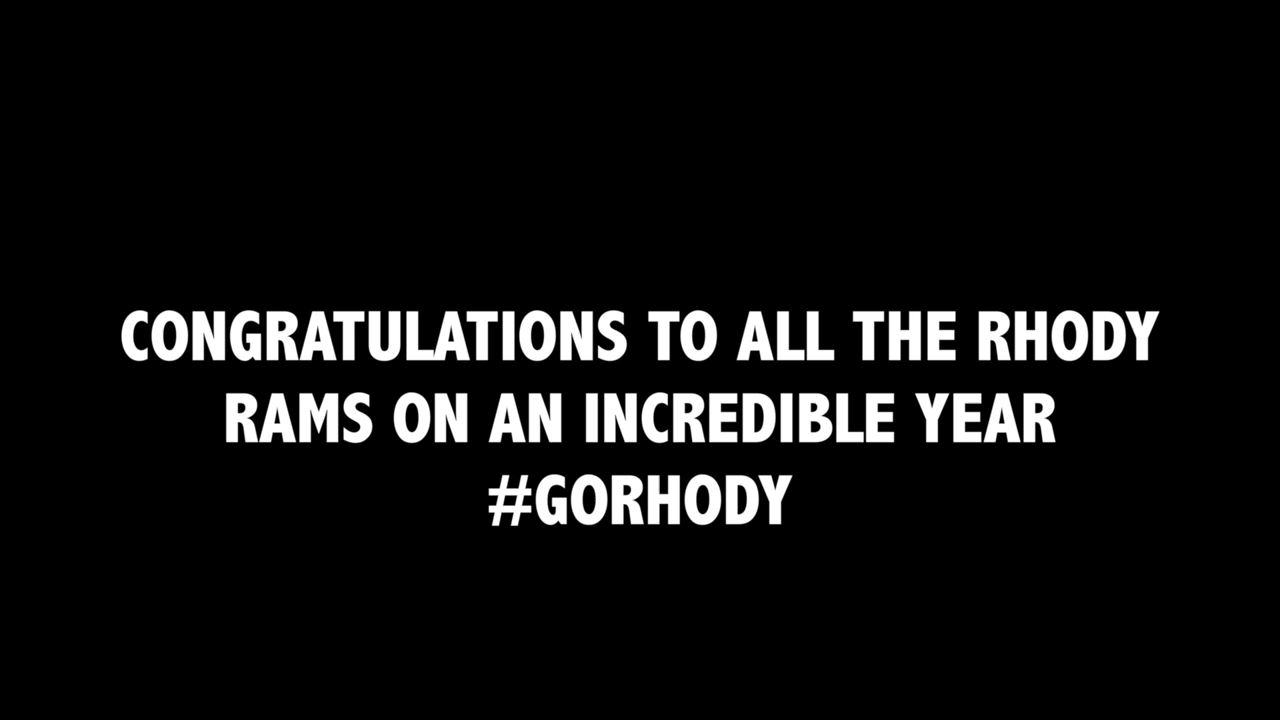 CONGRATULATIONS TO ALL THE RHODY
RAMS ON AN INCREDIBLE YEAR
#GORHODY